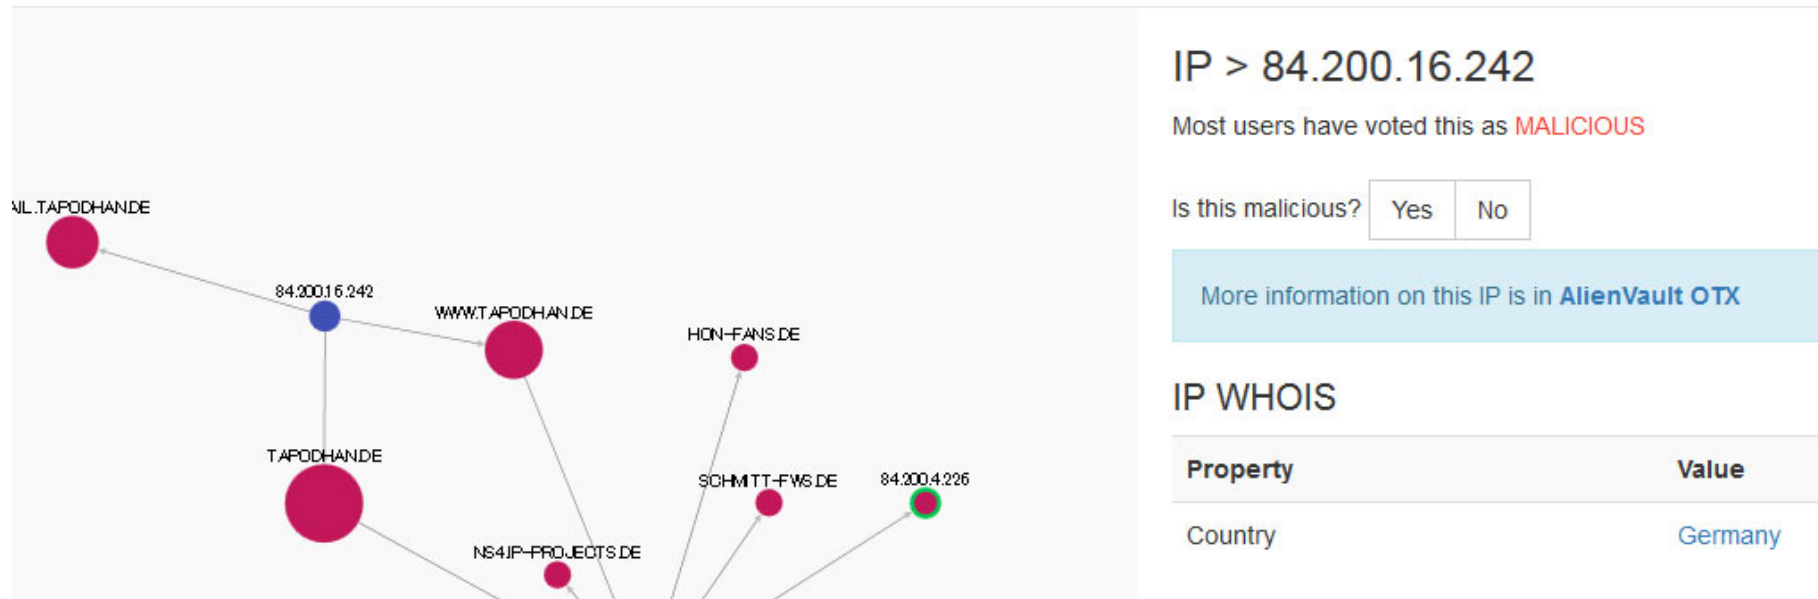 IP > 84.200.16.242
Most users have voted this as MALICIOUS
Is this malicious? Yes No
More information on this IP is in AlienVault OTX
IP WHOIS
Property Value
Country Germany
AIL.TAPODHAN.DE
84.200.16.242
WWW.TAPODHAN.DE
HON-FANS.DE
TAPODHAN.DE
SCHMITT-FWS.DE
84.200.4.226
NS4.IP-PROJECTS.DE